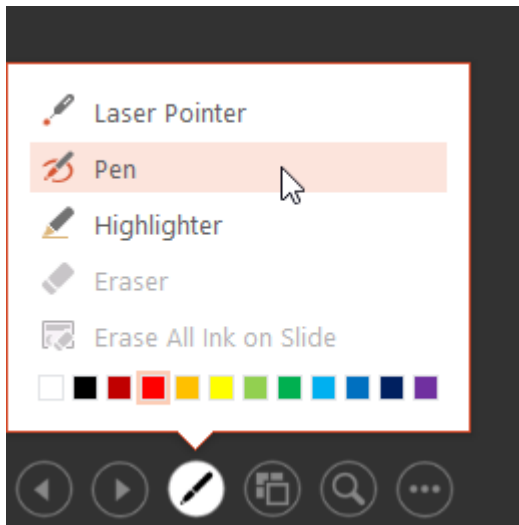 Laser Pointer
Pen
Highlighter
Eraser
Erase All Ink on Slide